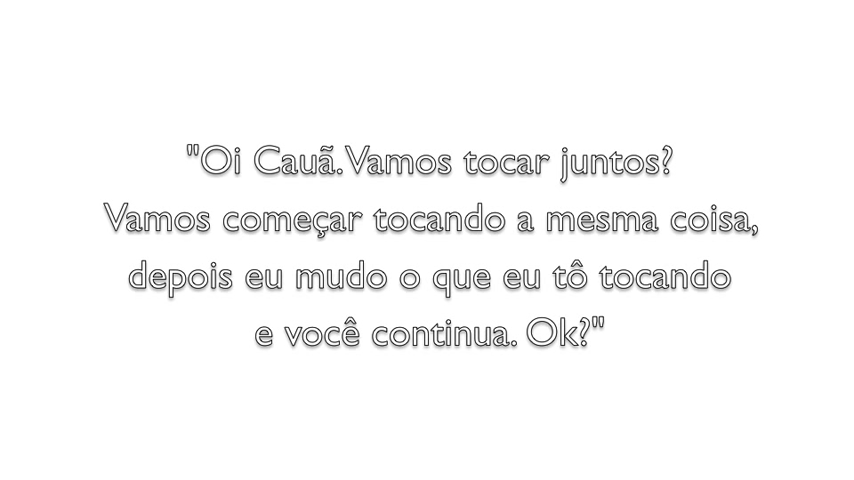 "Oi Cauã. Vamos tocar juntos?
Vamos começar tocando a mesma coisa,
depois eu mudo o que eu tô tocando
e você continua. Ok?"